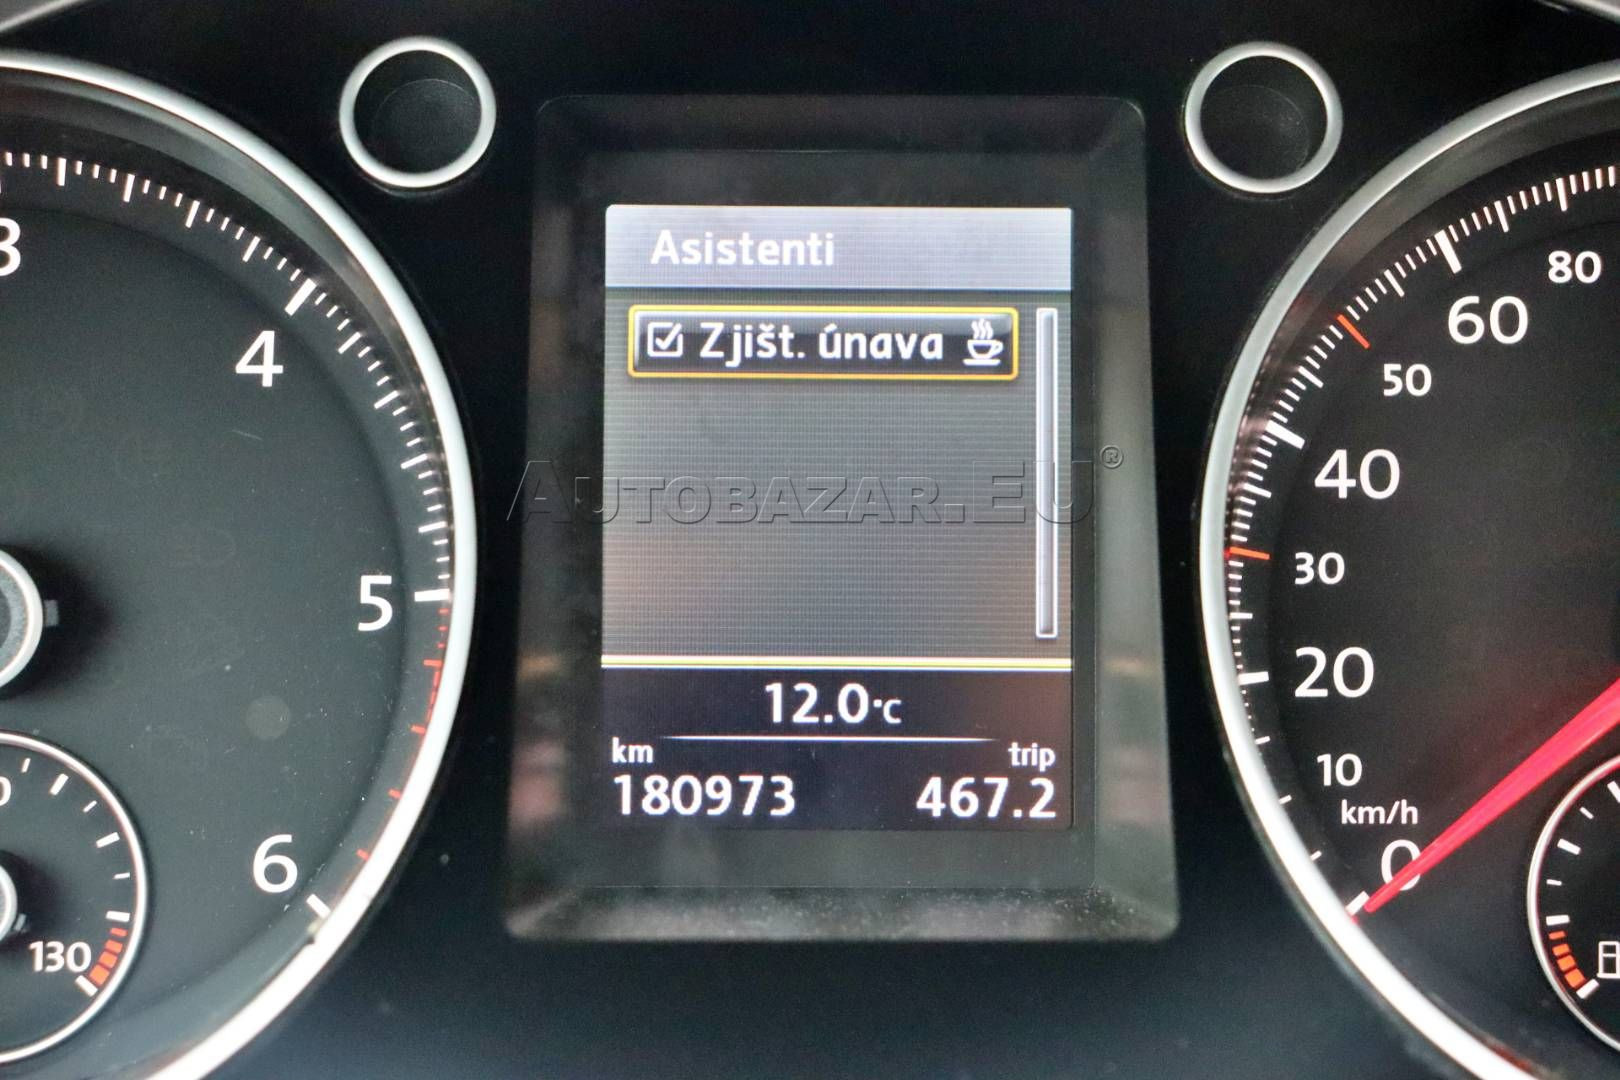 Asistenti
Zjišt. únava
AUTOBAZAR.EU®
12.0°C
km trip
180973 467.2
3
4
5
6
130
80
60
50
40
30
20
10
km/h
0